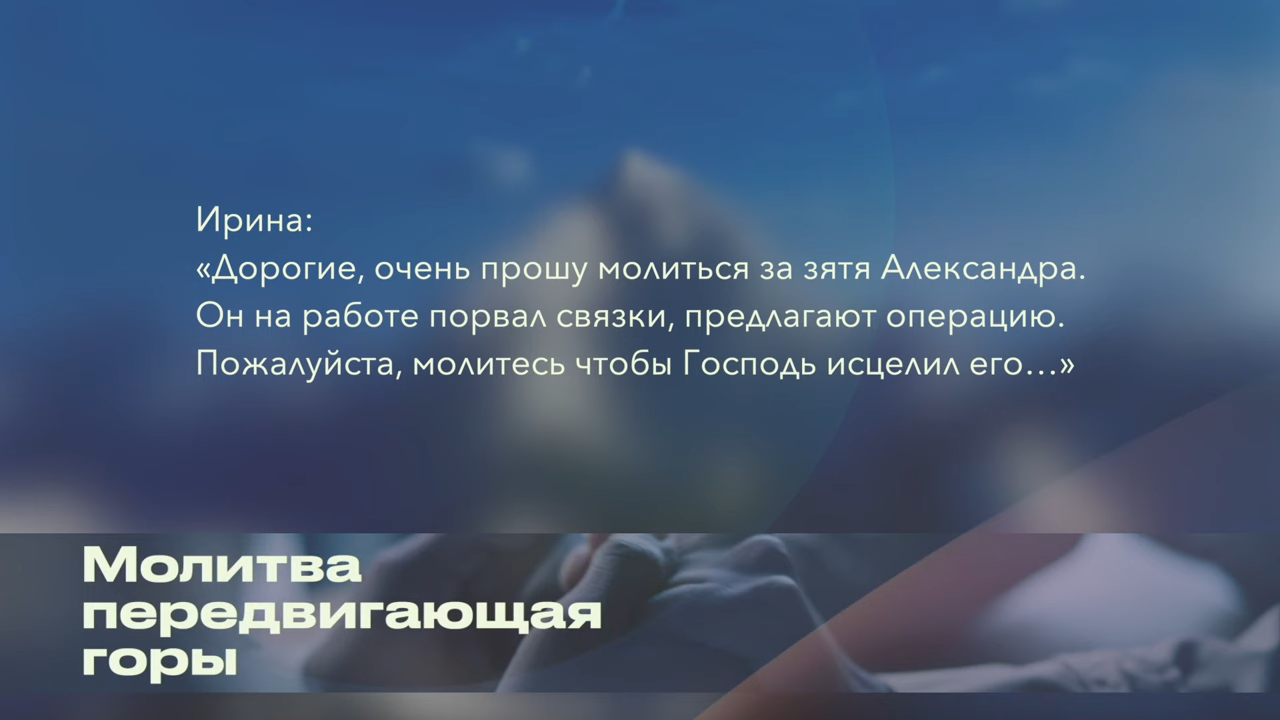 Ирина:
«Дорогие, очень прошу молиться за зятя Александра.
Он на работе порвал связки, предлагают операцию.
Пожалуйста, молитесь чтобы Господь исцелил его...»
Молитва
передвигающая
горы